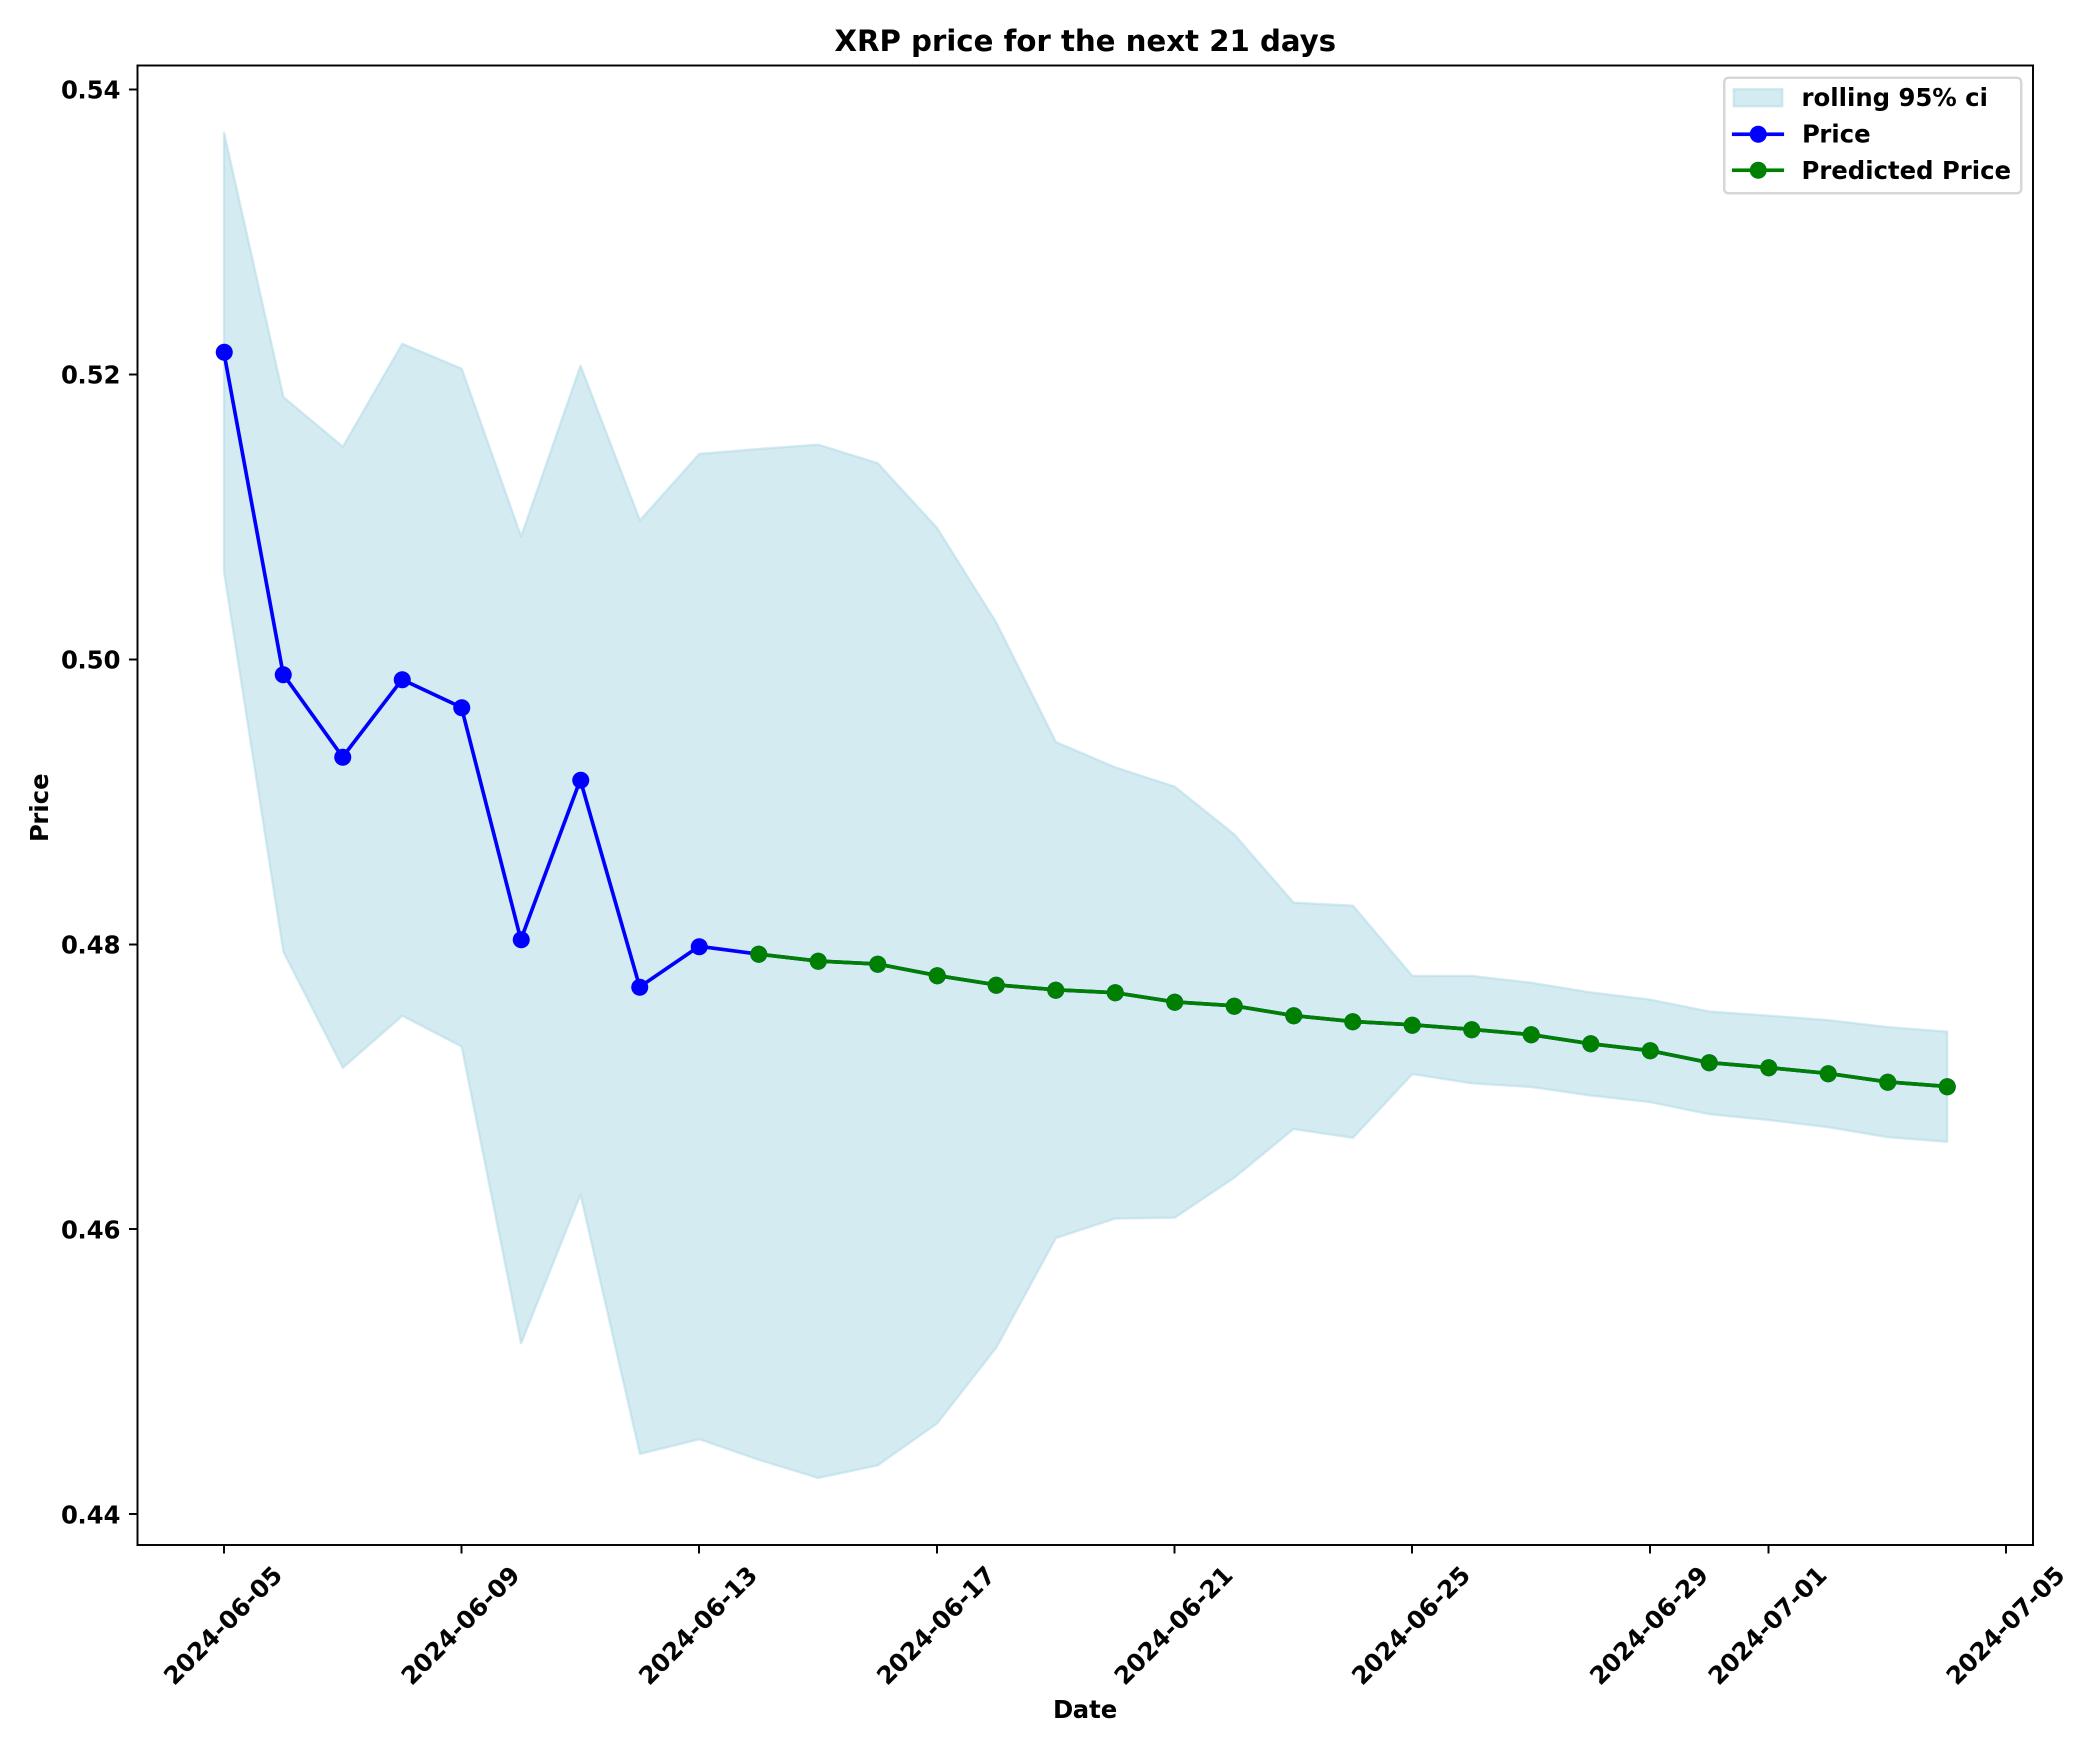 XRP price for the next 21 days
rolling 95% ci
Price
Predicted Price
0.54
0.52
0.50
0.48
0.46
0.44
Price
2024-06-05
2024-06-09
2024-06-13
2024-06-17
2024-06-21
2024-06-25
2024-06-29
2024-07-01
2024-07-05
Date